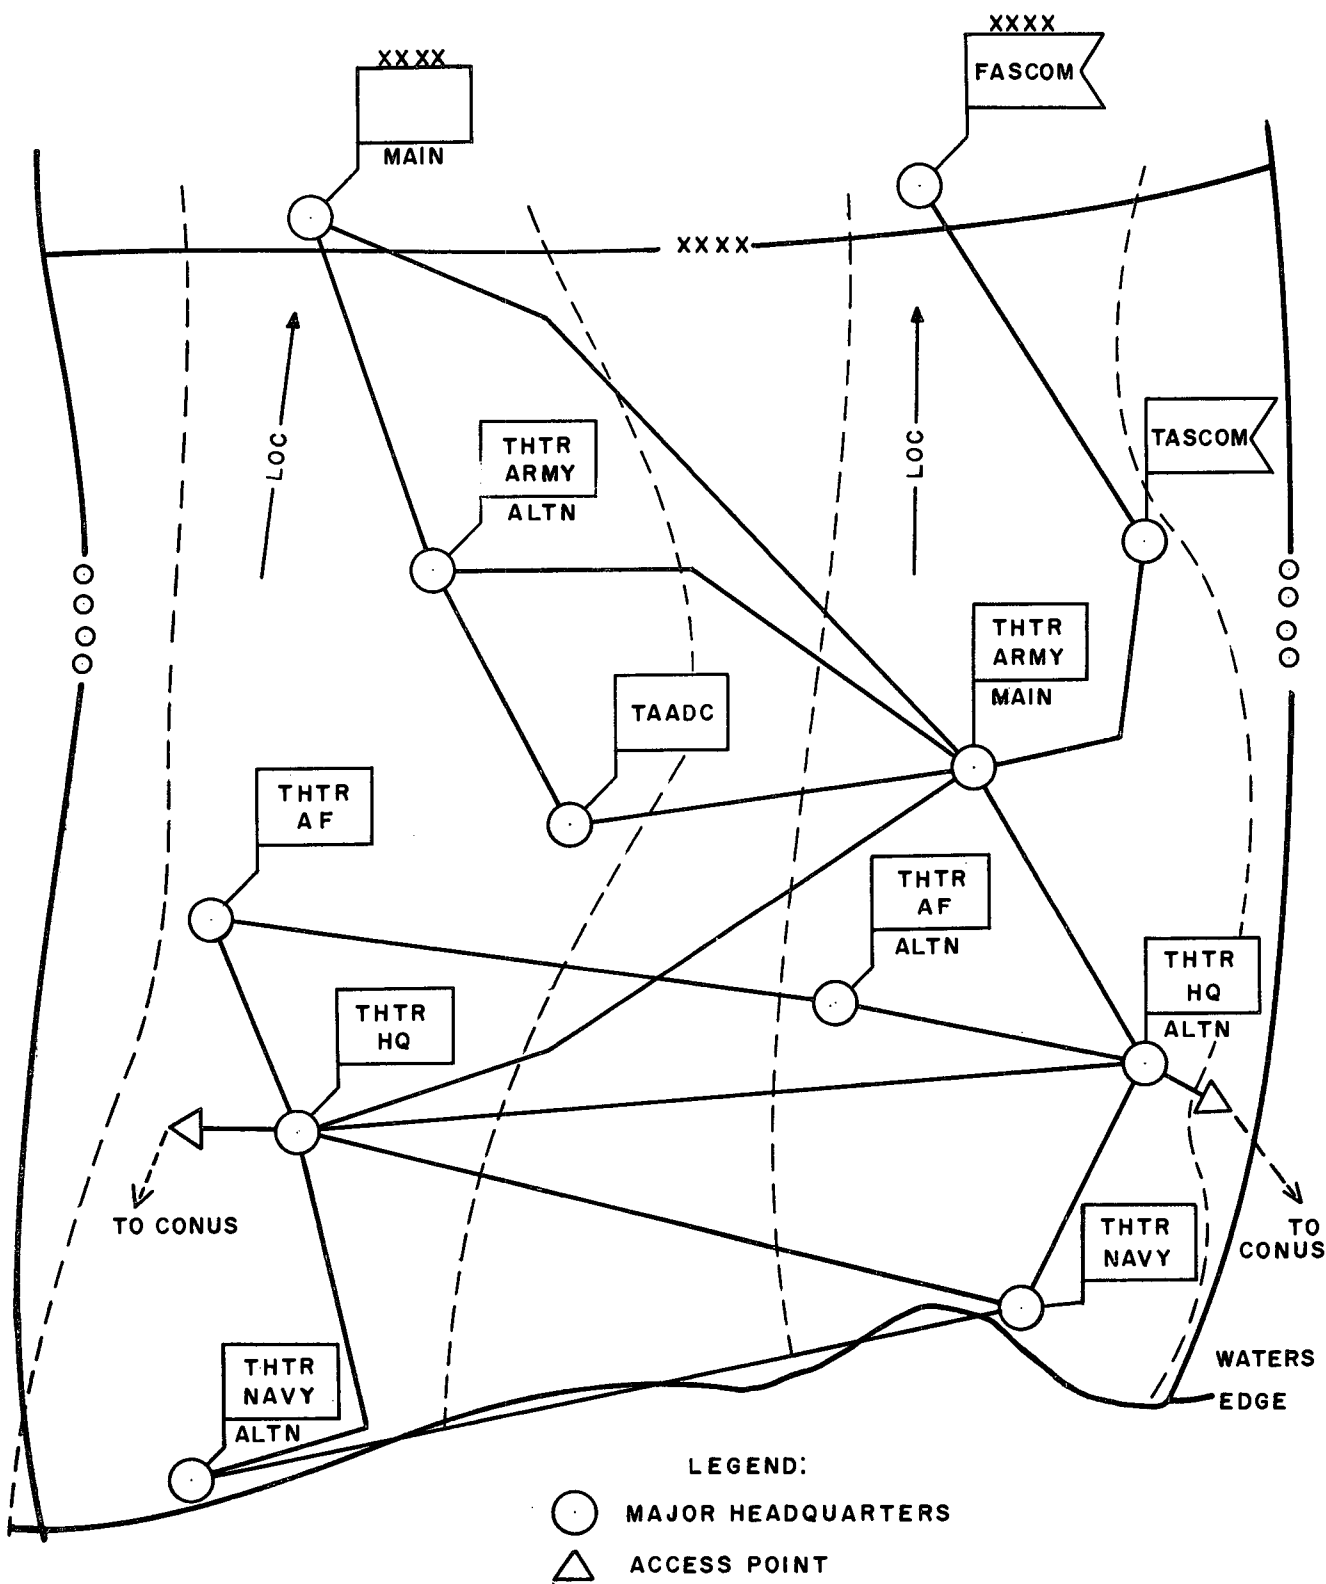 XXXX
FASCOM
XXXX
MAIN
XXXX
LOC
LOC
THTR
ARMY
ALTN
TASCOM
THTR
ARMY
MAIN
TAADC
THTR
AF
THTR
AF
ALTN
THTR
HQ
ALTN
THTR
HQ
TO CONUS
TO
CONUS
THTR
NAVY
THTR
NAVY
ALTN
WATERS
EDGE
LEGEND:
MAJOR HEADQUARTERS
ACCESS POINT